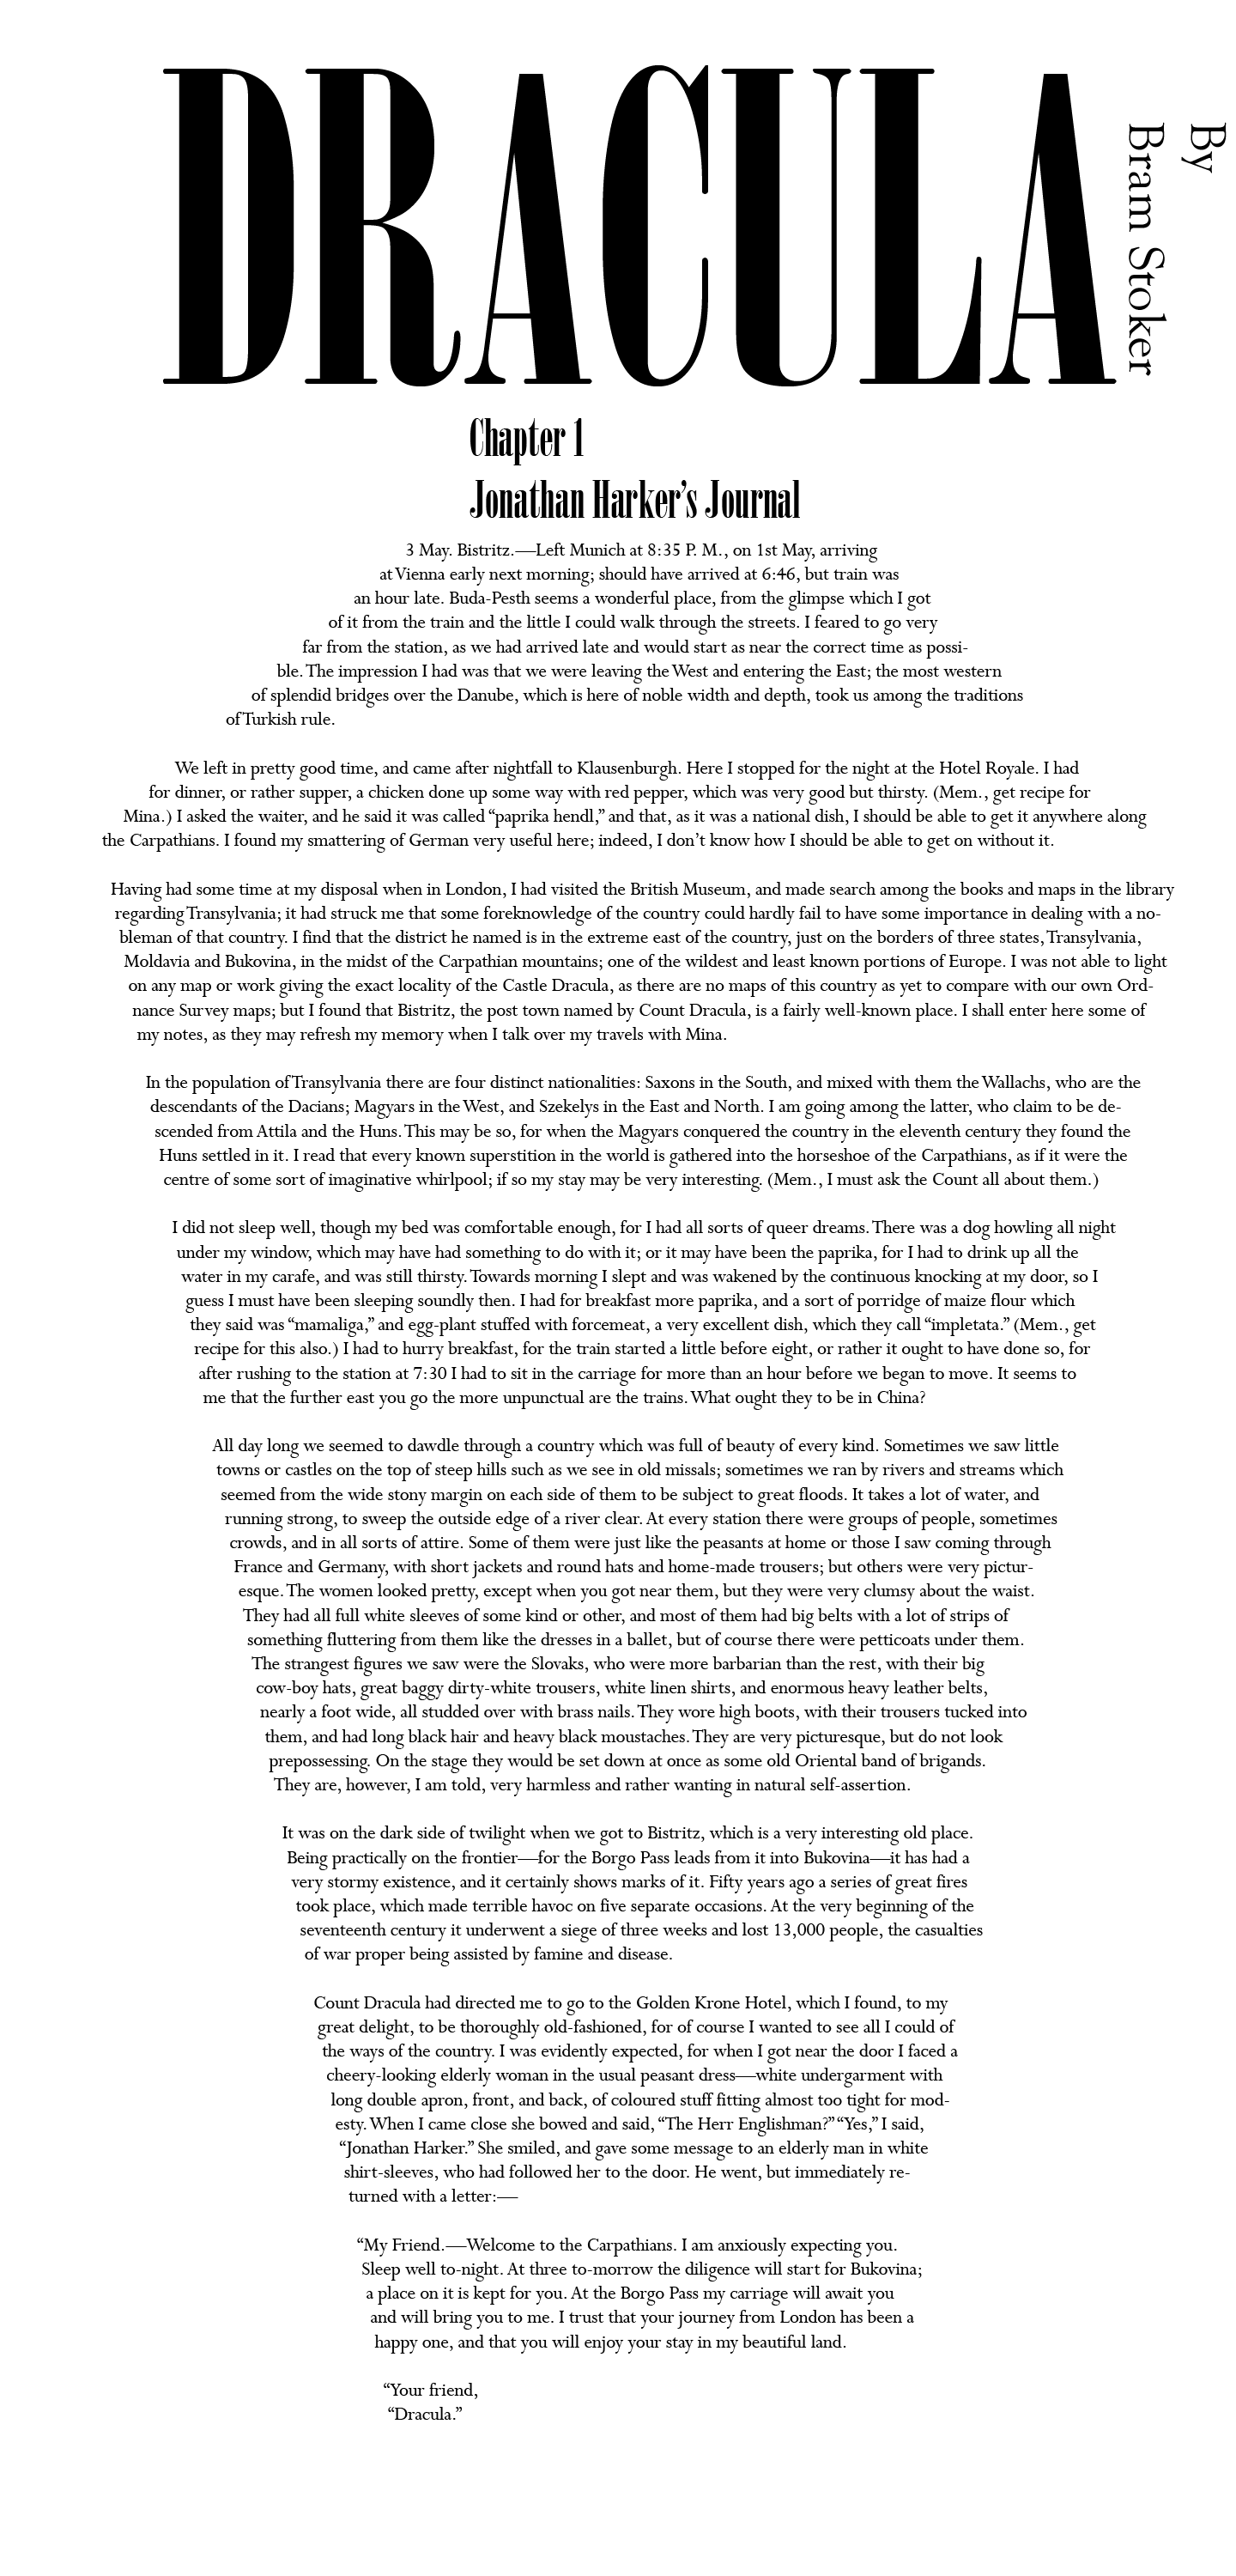 DRACULA
By
Bram Stoker
Chapter 1
Jonathan Harker’s Journal
3 May. Bistritz.—Left Munich at 8:35 P. M., on 1st May, arriving
at Vienna early next morning; should have arrived at 6:46, but train was
an hour late. Buda-Pesth seems a wonderful place, from the glimpse which I got
of it from the train and the little I could walk through the streets. I feared to go very
far from the station, as we had arrived late and would start as near the correct time as possi-
ble. The impression I had was that we were leaving the West and entering the East; the most western
of splendid bridges over the Danube, which is here of noble width and depth, took us among the traditions
of Turkish rule.
We left in pretty good time, and came after nightfall to Klausenburgh. Here I stopped for the night at the Hotel Royale. I had
for dinner, or rather supper, a chicken done up some way with red pepper, which was very good but thirsty. (Mem., get recipe for
Mina.) I asked the waiter, and he said it was called “paprika hendl,” and that, as it was a national dish, I should be able to get it anywhere along
the Carpathians. I found my smattering of German very useful here; indeed, I don’t know how I should be able to get on without it.
Having had some time at my disposal when in London, I had visited the British Museum, and made search among the books and maps in the library
regarding Transylvania; it had struck me that some foreknowledge of the country could hardly fail to have some importance in dealing with a no-
bleman of that country. I find that the district he named is in the extreme east of the country, just on the borders of three states, Transylvania,
Moldavia and Bukovina, in the midst of the Carpathian mountains; one of the wildest and least known portions of Europe. I was not able to light
on any map or work giving the exact locality of the Castle Dracula, as there are no maps of this country as yet to compare with our own Ord-
nance Survey maps; but I found that Bistritz, the post town named by Count Dracula, is a fairly well-known place. I shall enter here some of
my notes, as they may refresh my memory when I talk over my travels with Mina.
In the population of Transylvania there are four distinct nationalities: Saxons in the South, and mixed with them the Wallachs, who are the
descendants of the Dacians; Magyars in the West, and Szekelys in the East and North. I am going among the latter, who claim to be de-
scended from Attila and the Huns. This may be so, for when the Magyars conquered the country in the eleventh century they found the
Huns settled in it. I read that every known superstition in the world is gathered into the horseshoe of the Carpathians, as if it were the
centre of some sort of imaginative whirlpool; if so my stay may be very interesting. (Mem., I must ask the Count all about them.)
I did not sleep well, though my bed was comfortable enough, for I had all sorts of queer dreams. There was a dog howling all night
under my window, which may have had something to do with it; or it may have been the paprika, for I had to drink up all the
water in my carafe, and was still thirsty. Towards morning I slept and was wakened by the continuous knocking at my door, so I
guess I must have been sleeping soundly then. I had for breakfast more paprika, and a sort of porridge of maize flour which
they said was “mamaliga,” and egg-plant stuffed with forcemeat, a very excellent dish, which they call “impletata.” (Mem., get
recipe for this also.) I had to hurry breakfast, for the train started a little before eight, or rather it ought to have done so, for
after rushing to the station at 7:30 I had to sit in the carriage for more than an hour before we began to move. It seems to
me that the further east you go the more unpunctual are the trains. What ought they to be in China?
All day long we seemed to dawdle through a country which was full of beauty of every kind. Sometimes we saw little
towns or castles on the top of steep hills such as we see in old missals; sometimes we ran by rivers and streams which
seemed from the wide stony margin on each side of them to be subject to great floods. It takes a lot of water, and
running strong, to sweep the outside edge of a river clear. At every station there were groups of people, sometimes
crowds, and in all sorts of attire. Some of them were just like the peasants at home or those I saw coming through
France and Germany, with short jackets and round hats and home-made trousers; but others were very pictur-
esque. The women looked pretty, except when you got near them, but they were very clumsy about the waist.
They had all full white sleeves of some kind or other, and most of them had big belts with a lot of strips of
something fluttering from them like the dresses in a ballet, but of course there were petticoats under them.
The strangest figures we saw were the Slovaks, who were more barbarian than the rest, with their big
cow-boy hats, great baggy dirty-white trousers, white linen shirts, and enormous heavy leather belts,
nearly a foot wide, all studded over with brass nails. They wore high boots, with their trousers tucked into
them, and had long black hair and heavy black moustaches. They are very picturesque, but do not look
prepossessing. On the stage they would be set down at once as some old Oriental band of brigands.
They are, however, I am told, very harmless and rather wanting in natural self-assertion.
It was on the dark side of twilight when we got to Bistritz, which is a very interesting old place.
Being practically on the frontier—for the Borgo Pass leads from it into Bukovina—it has had a
very stormy existence, and it certainly shows marks of it. Fifty years ago a series of great fires
took place, which made terrible havoc on five separate occasions. At the very beginning of the
seventeenth century it underwent a siege of three weeks and lost 13,000 people, the casualties
of war proper being assisted by famine and disease.
Count Dracula had directed me to go to the Golden Krone Hotel, which I found, to my
great delight, to be thoroughly old-fashioned, for of course I wanted to see all I could of
the ways of the country. I was evidently expected, for when I got near the door I faced a
cheery-looking elderly woman in the usual peasant dress—white undergarment with
long double apron, front, and back, of coloured stuff fitting almost too tight for mod-
esty. When I came close she bowed and said, “The Herr Englishman?” “Yes,” I said,
“Jonathan Harker.” She smiled, and gave some message to an elderly man in white
shirt-sleeves, who had followed her to the door. He went, but immediately re-
turned with a letter:—
“My Friend.—Welcome to the Carpathians. I am anxiously expecting you.
Sleep well to-night. At three to-morrow the diligence will start for Bukovina;
a place on it is kept for you. At the Borgo Pass my carriage will await you
and will bring you to me. I trust that your journey from London has been a
happy one, and that you will enjoy your stay in my beautiful land.
“Your friend,
“Dracula.”